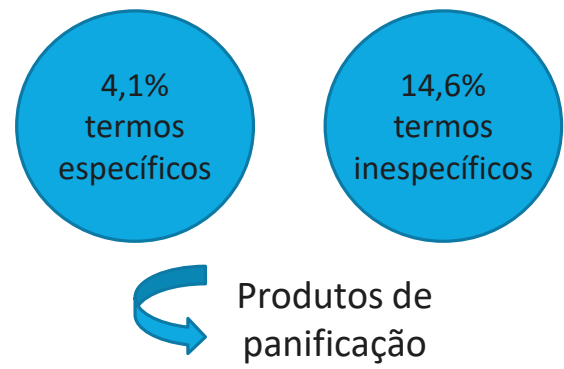 4,1%
termos
específicos
14,6%
termos
inespecíficos
Produtos de
panificação